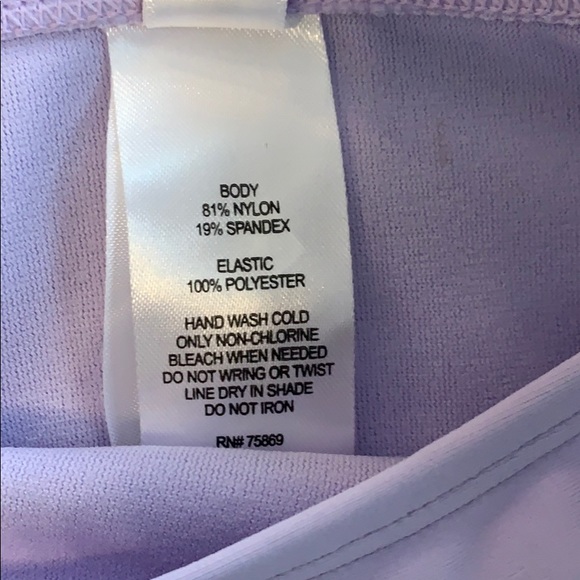 BODY
81% NYLON
19% SPANDEX
ELASTIC
100% POLYESTER
HAND WASH COLD
ONLY NON-CHLORINE
BLEACH WHEN NEEDED
DO NOT WRING OR TWIST
LINE DRY IN SHADE
DO NOT IRON
RN# 75869